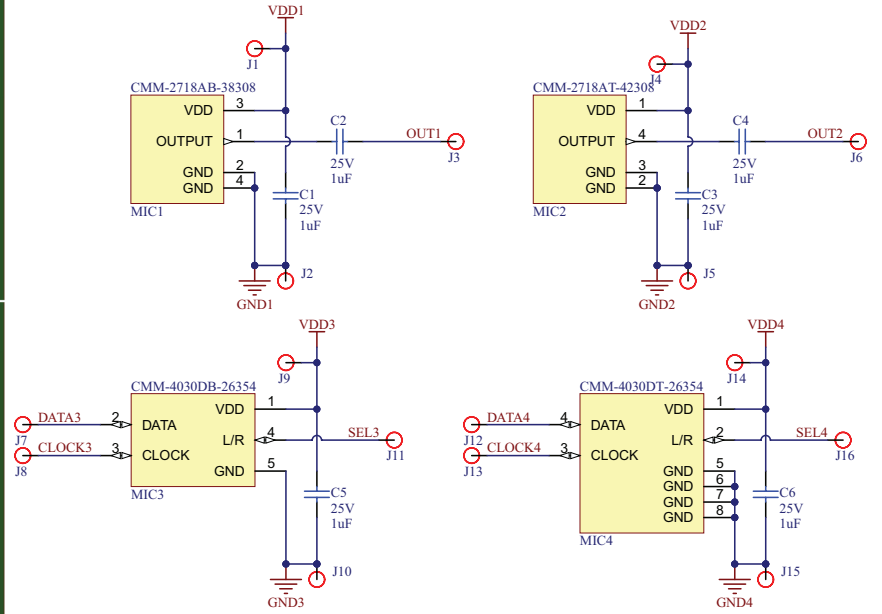 VDD1
J1
CMM-2718AB-38308
VDD 3
OUTPUT 1
C2
25V
1uF
OUT1
J3
GND 2
GND 4
C1
25V
1uF
MIC1
J2
GND1
VDD2
J4
CMM-2718AT-42308
VDD 1
OUTPUT 4
C4
25V
1uF
OUT2
J6
GND 3
GND 2
C3
25V
1uF
MIC2
J5
GND2
VDD3
J9
CMM-4030DB-26354
VDD 1
DATA3 2 DATA
J7
L/R 4 SEL3
J11
CLOCK3 3 CLOCK
J8
GND 5
C5
25V
1uF
MIC3
J10
GND3
VDD4
J14
CMM-4030DT-26354
VDD 1
DATA4 4 DATA
J12
L/R 2 SEL4
J16
CLOCK4 3 CLOCK
J13
GND 5
GND 6
GND 7
GND 8
C6
25V
1uF
MIC4
J15
GND4